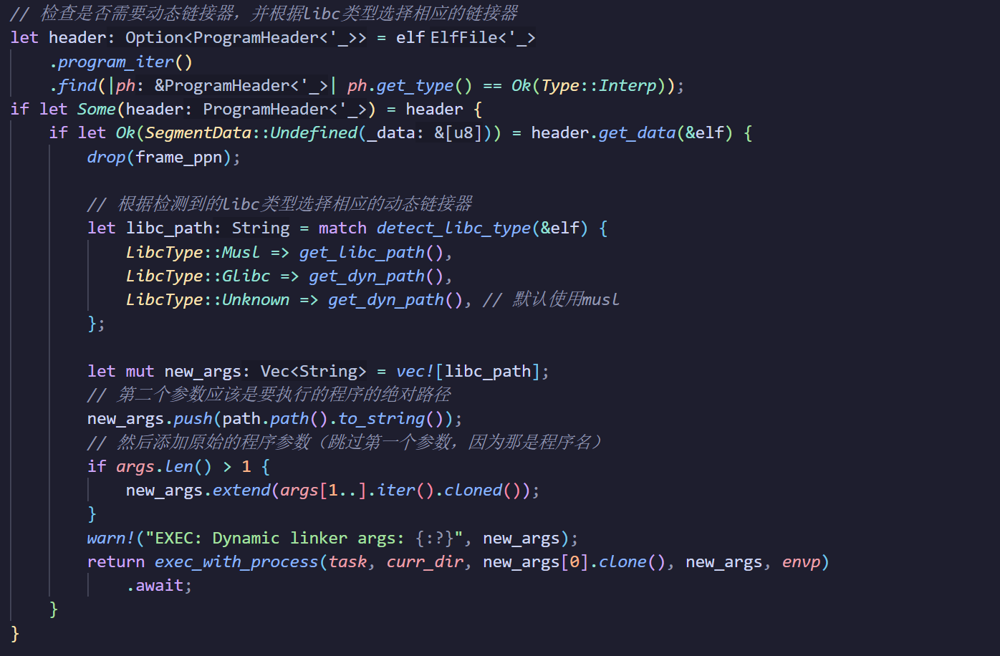 // 检查是否需要动态链接器，并根据libc类型选择相应的链接器
let header: Option<ProgramHeader<'_>> = elf ElfFile<'_>
    .program_iter()
    .find(|ph: &ProgramHeader<'_>| ph.get_type() == Ok(Type::Interp));
if let Some(header: ProgramHeader<'_>) = header {
    if let Ok(SegmentData::Undefined(_data: &[u8])) = header.get_data(&elf) {
        drop(frame_ppn);

        // 根据检测到的libc类型选择相应的动态链接器
        let libc_path: String = match detect_libc_type(&elf) {
            LibcType::Musl => get_libc_path(),
            LibcType::Glibc => get_dyn_path(),
            LibcType::Unknown => get_dyn_path(), // 默认使用musl
        };

        let mut new_args: Vec<String> = vec![libc_path];
        // 第二个参数应该是要执行的程序的绝对路径
        new_args.push(path.path().to_string());
        // 然后添加原始的程序参数（跳过第一个参数，因为那是程序名）
        if args.len() > 1 {
            new_args.extend(args[1..].iter().cloned());
        }
        warn!("EXEC: Dynamic linker args: {:?}", new_args);
        return exec_with_process(task, curr_dir, new_args[0].clone(), new_args, envp)
            .await;
    }
}